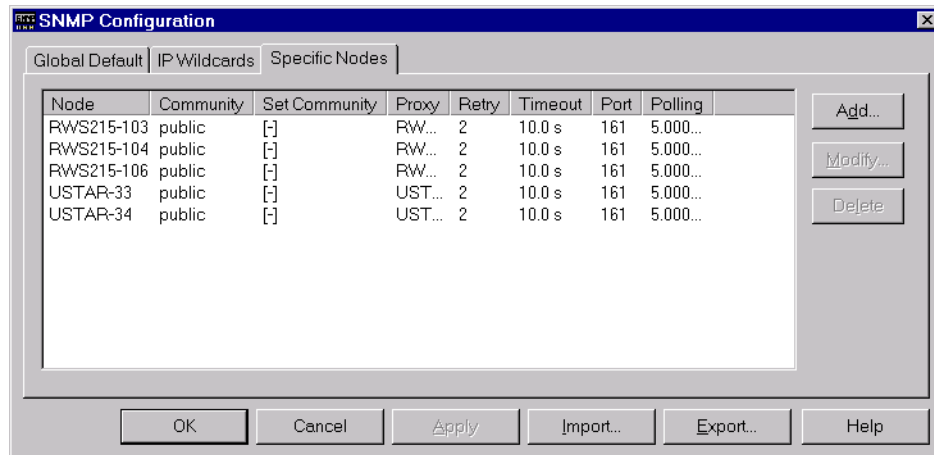 SNMP Configuration
Global Default IP Wildcards Specific Nodes
Node Community Set Community Proxy Retry Timeout Port Polling
RWS215-103 public [-] RW... 2 10.0 s 161 5.000...
RWS215-104 public [-] RW... 2 10.0 s 161 5.000...
RWS215-106 public [-] RW... 2 10.0 s 161 5.000...
USTAR-33 public [-] UST... 2 10.0 s 161 5.000...
USTAR-34 public [-] UST... 2 10.0 s 161 5.000...
Add...
Modify...
Delete
OK Cancel Apply Import... Export... Help